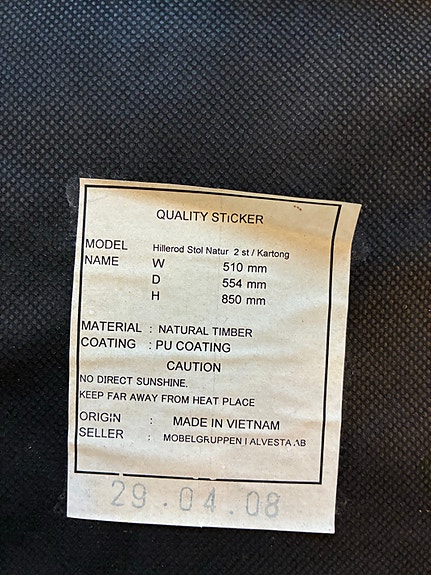 QUALITY STICKER
MODEL NAME Hillerod Stol Natur 2 st / Kartong
W 510 mm
D 554 mm
H 850 mm
MATERIAL : NATURAL TIMBER
COATING : PU COATING
CAUTION
NO DIRECT SUNSHINE.
KEEP FAR AWAY FROM HEAT PLACE
ORIGIN : MADE IN VIETNAM
SELLER : MOBELGRUPPEN I ALVESTA AB
29.04.08